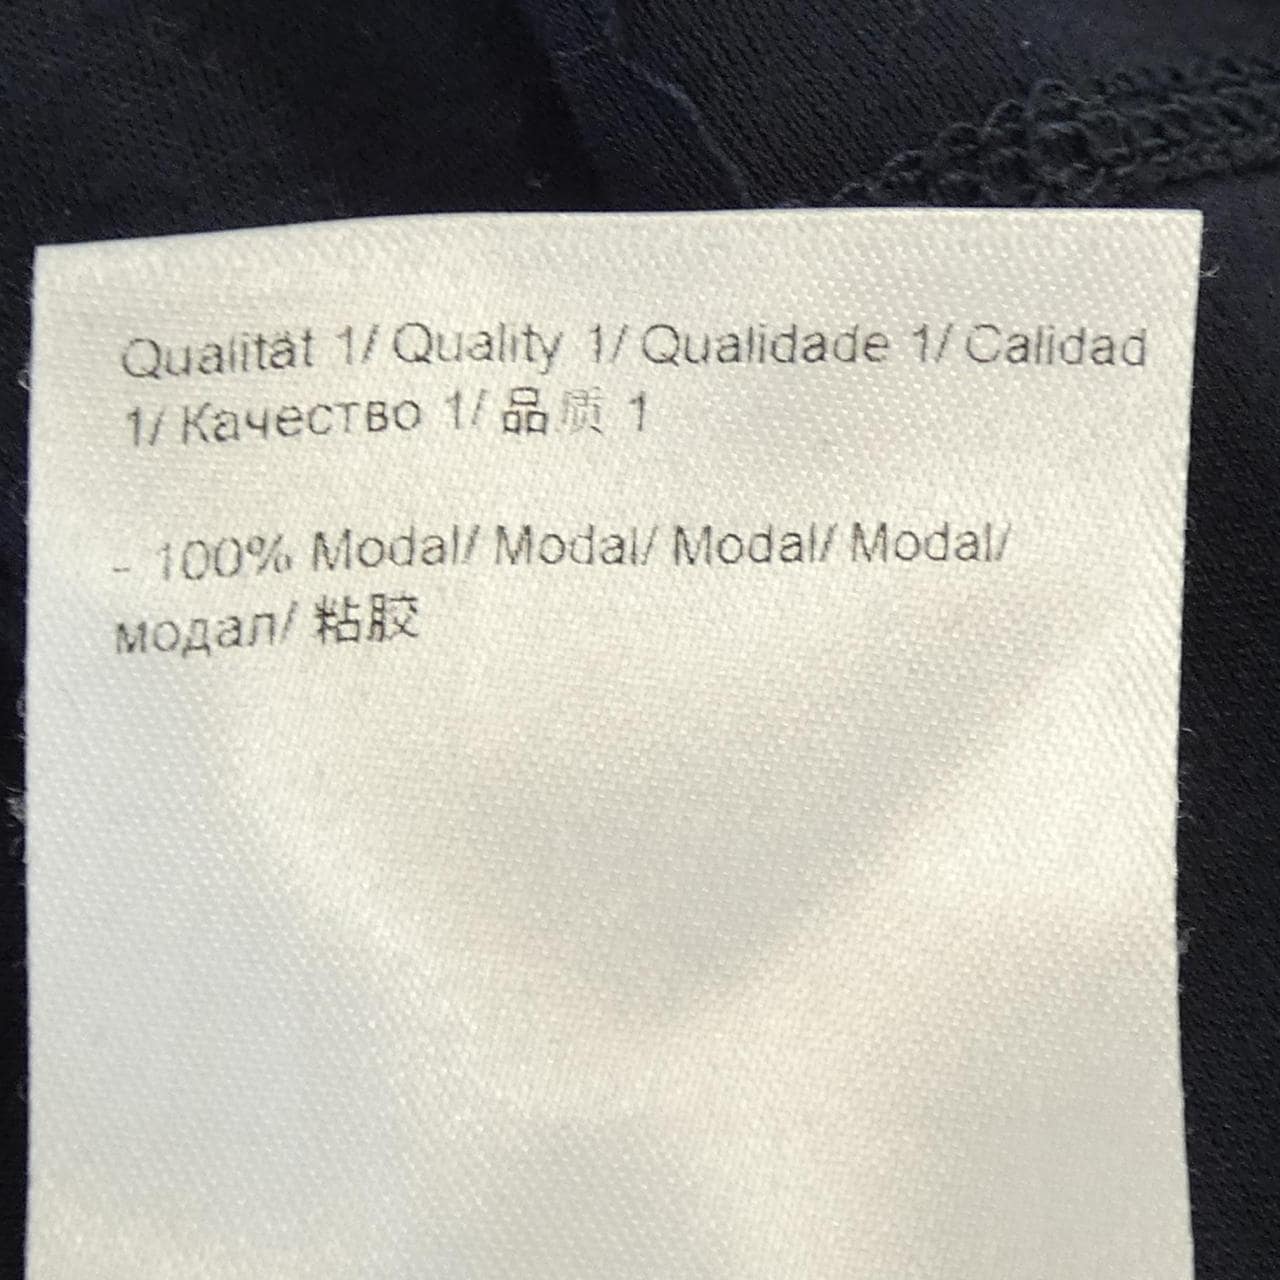 Qualität 1/ Quality 1/ Qualidade 1/ Calidad
1/ Качество 1/ 品质 1
- 100% Modal/ Modal/ Modal/ Modal/
модал/ 粘胶